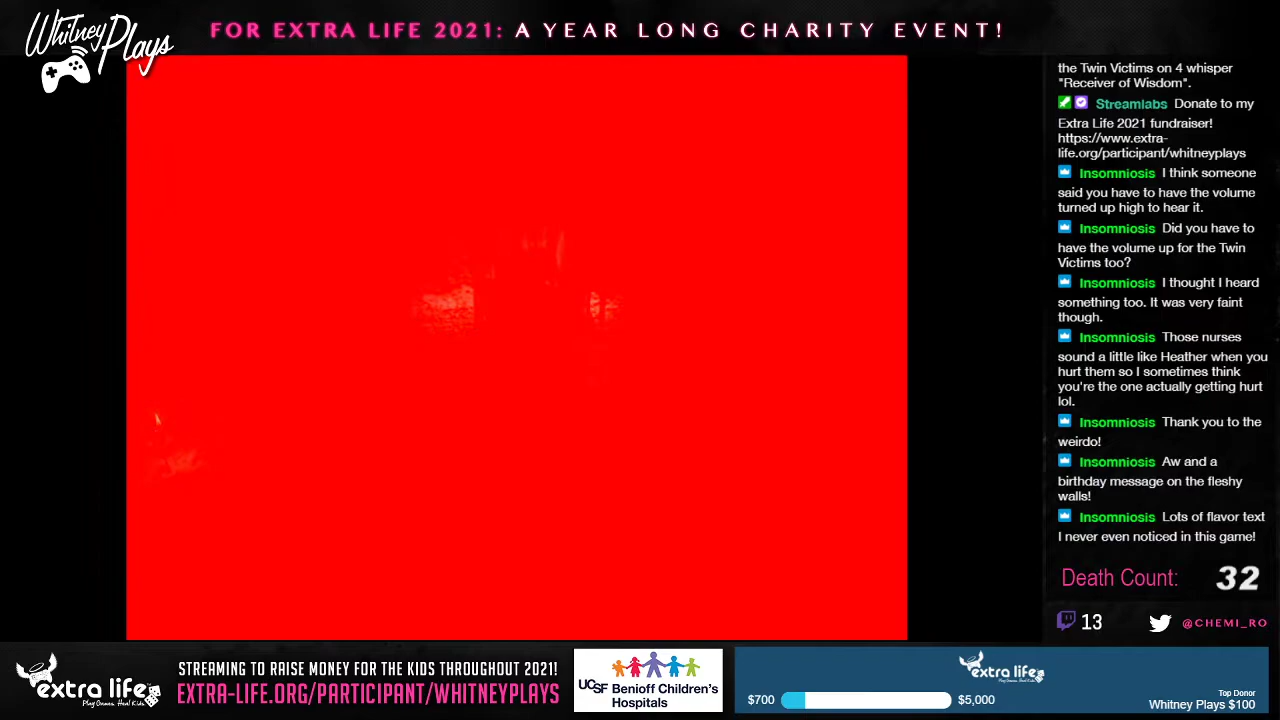 Whitney Plays
FOR EXTRA LIFE 2021: A YEAR LONG CHARITY EVENT!
the Twin Victims on 4 whisper
"Receiver of Wisdom".
Streamlabs Donate to my
Extra Life 2021 fundraiser!
https://www.extra-
life.org/participant/whitneyplays
Insomniosis I think someone
said you have to have the volume
turned up high to hear it.
Insomniosis Did you have to
have the volume up for the Twin
Victims too?
Insomniosis I thought I heard
something too. It was very faint
though.
Insomniosis Those nurses
sound a little like Heather when you
hurt them so I sometimes think
you're the one actually getting hurt
lol.
Insomniosis Thank you to the
weirdo!
Insomniosis Aw and a
birthday message on the fleshy
walls!
Insomniosis Lots of flavor text
I never even noticed in this game!
Death Count: 32
13 @CHEMI_RO
extra life
Play Games. Heal Kids.
STREAMING TO RAISE MONEY FOR THE KIDS THROUGHOUT 2021!
EXTRA-LIFE.ORG/PARTICIPANT/WHITNEYPLAYS
UCSF Benioff Children's
Hospitals
extra life
$700 $5,000
Top Donor
Whitney Plays $100